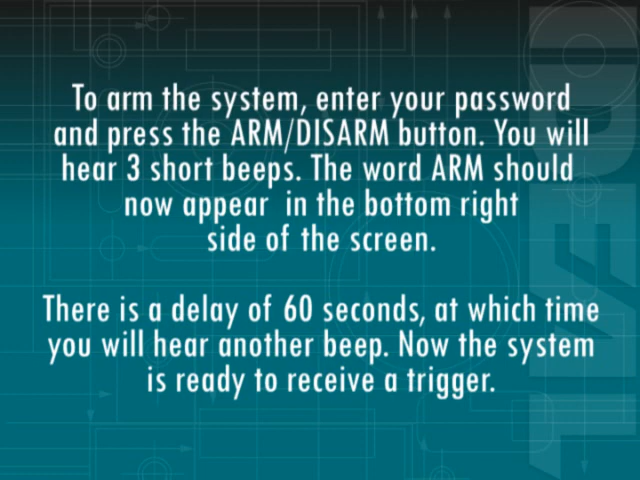 To arm the system, enter your password
and press the ARM/DISARM button. You will
hear 3 short beeps. The word ARM should
now appear in the bottom right
side of the screen.
There is a delay of 60 seconds, at which time
you will hear another beep. Now the system
is ready to receive a trigger.